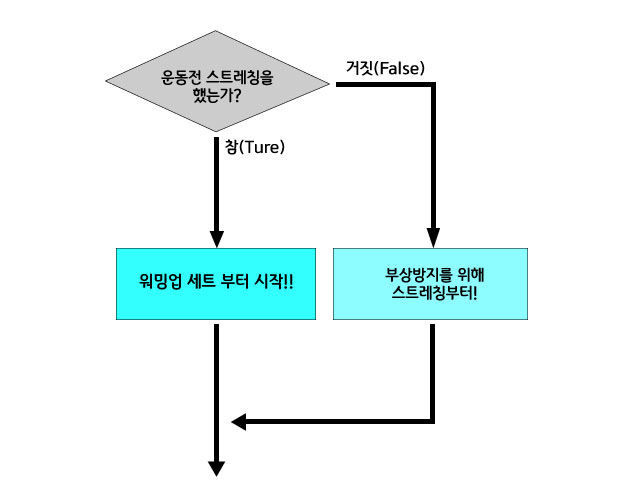 운동전 스트레칭을
했는가?
거짓(False)
참(Ture)
워밍업 세트 부터 시작!!
부상방지를 위해
스트레칭부터!